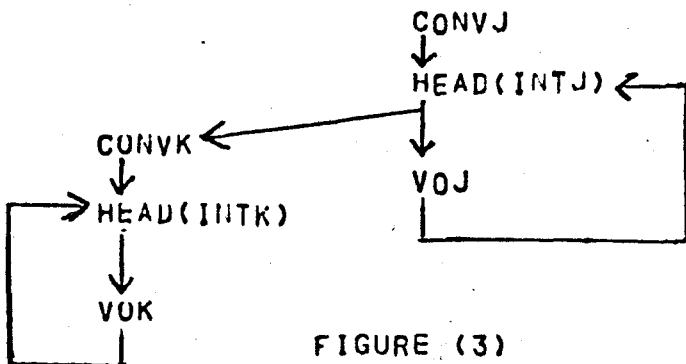 CONVJ
HEAD(INTJ)
CONVK
VOJ
HEAD(INTK)
VOK
FIGURE (3)